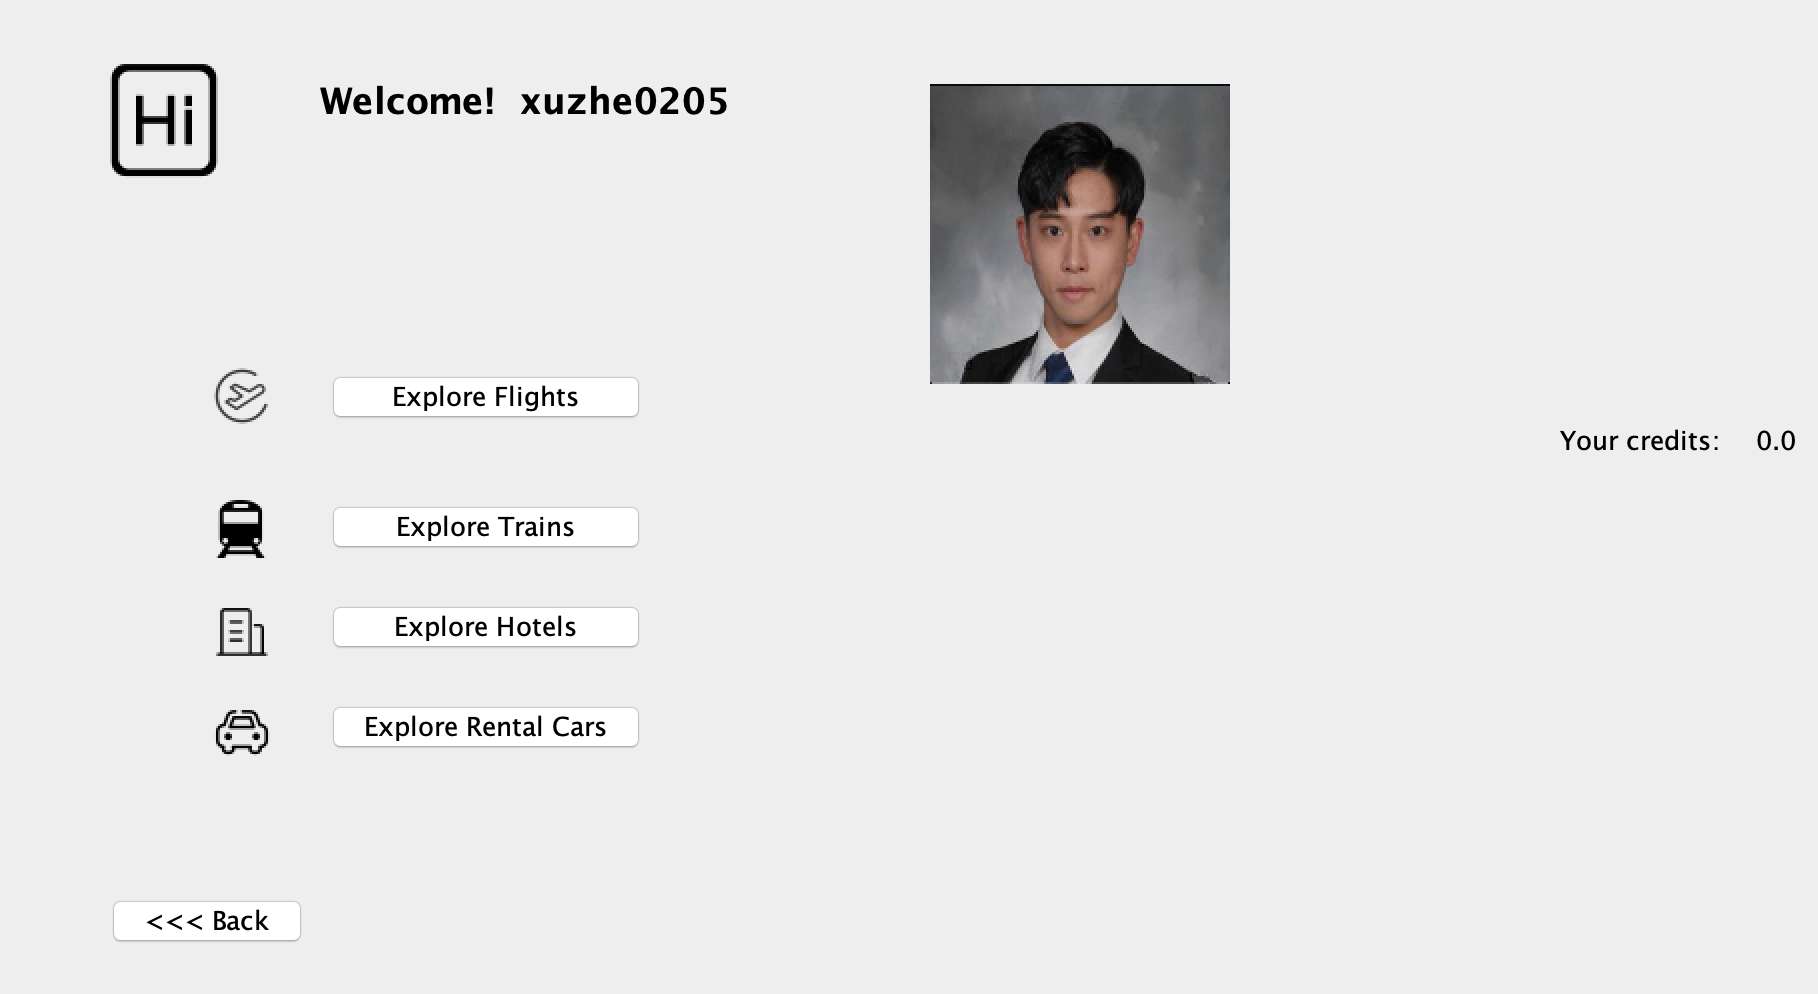 Hi
Welcome!  xuzhe0205
Explore Flights
Your credits: 0.0
Explore Trains
Explore Hotels
Explore Rental Cars
<<< Back